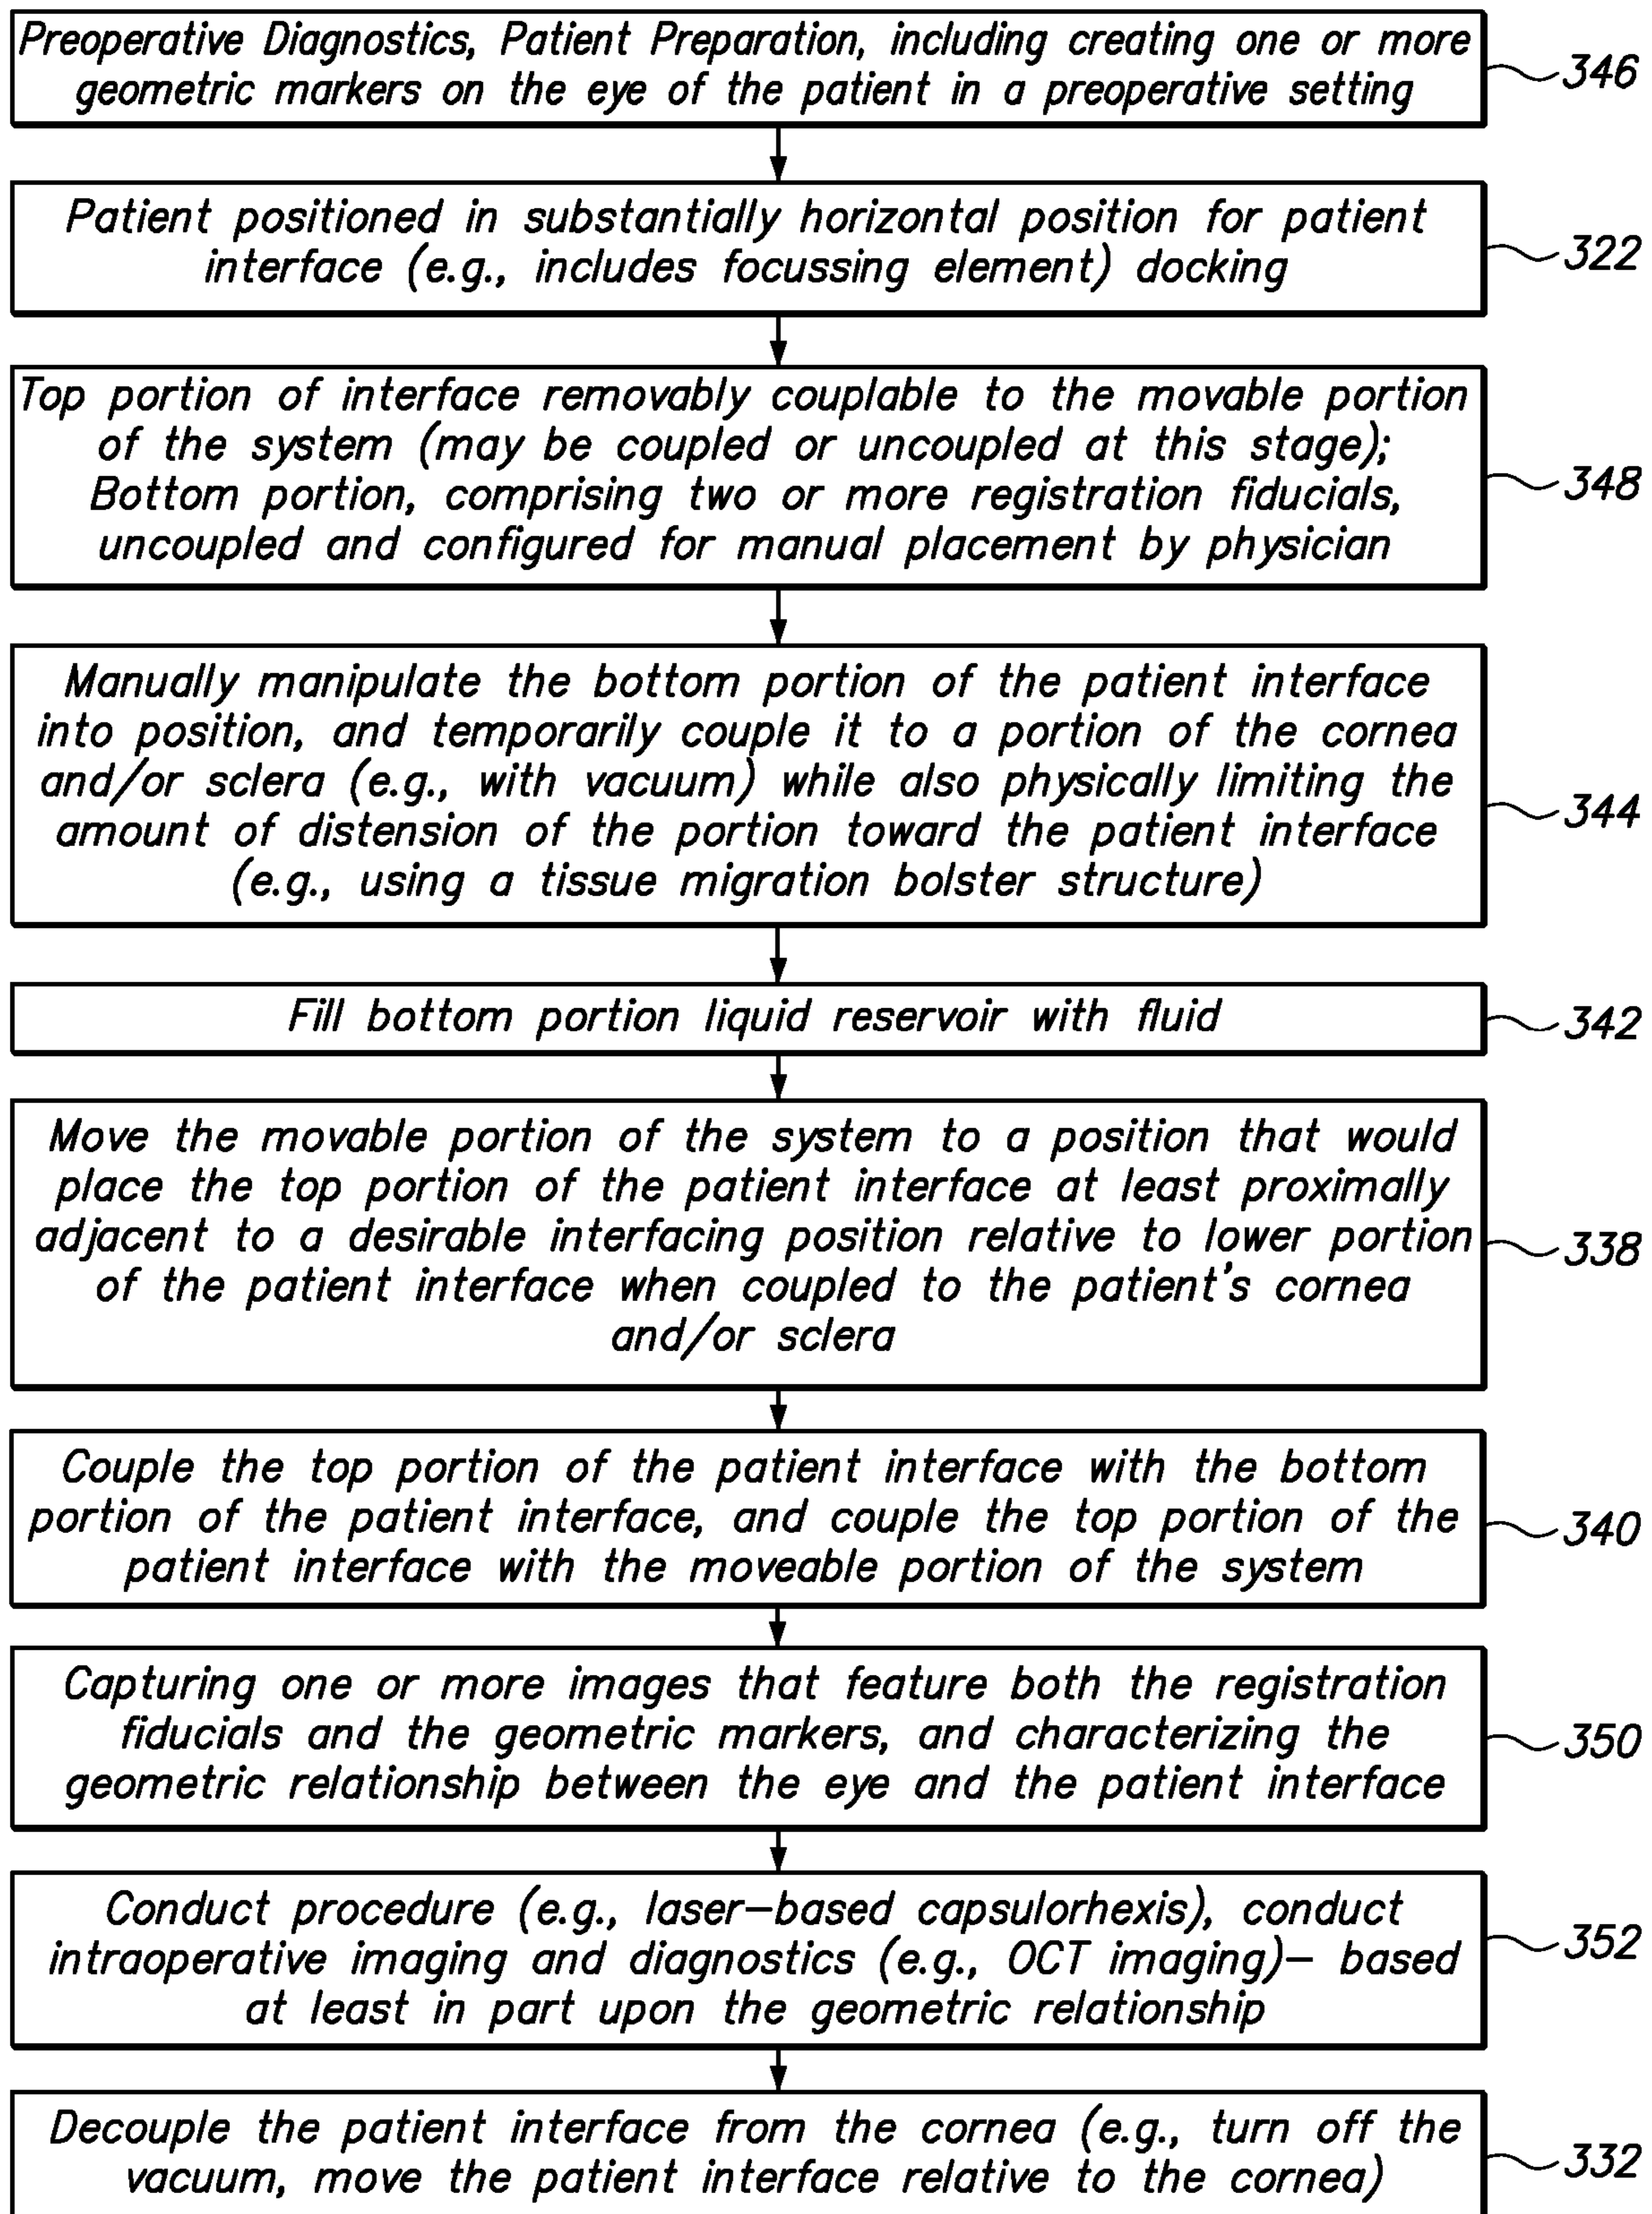 Preoperative Diagnostics, Patient Preparation, including creating one or more
geometric markers on the eye of the patient in a preoperative setting
346
Patient positioned in substantially horizontal position for patient
interface (e.g., includes focussing element) docking
322
Top portion of interface removably couplable to the movable portion
of the system (may be coupled or uncoupled at this stage);
Bottom portion, comprising two or more registration fiducials,
uncoupled and configured for manual placement by physician
348
Manually manipulate the bottom portion of the patient interface
into position, and temporarily couple it to a portion of the cornea
and/or sclera (e.g., with vacuum) while also physically limiting the
amount of distension of the portion toward the patient interface
(e.g., using a tissue migration bolster structure)
344
Fill bottom portion liquid reservoir with fluid
342
Move the movable portion of the system to a position that would
place the top portion of the patient interface at least proximally
adjacent to a desirable interfacing position relative to lower portion
of the patient interface when coupled to the patient's cornea
and/or sclera
338
Couple the top portion of the patient interface with the bottom
portion of the patient interface, and couple the top portion of the
patient interface with the moveable portion of the system
340
Capturing one or more images that feature both the registration
fiducials and the geometric markers, and characterizing the
geometric relationship between the eye and the patient interface
350
Conduct procedure (e.g., laser-based capsulorhexis), conduct
intraoperative imaging and diagnostics (e.g., OCT imaging)- based
at least in part upon the geometric relationship
352
Decouple the patient interface from the cornea (e.g., turn off the
vacuum, move the patient interface relative to the cornea)
332